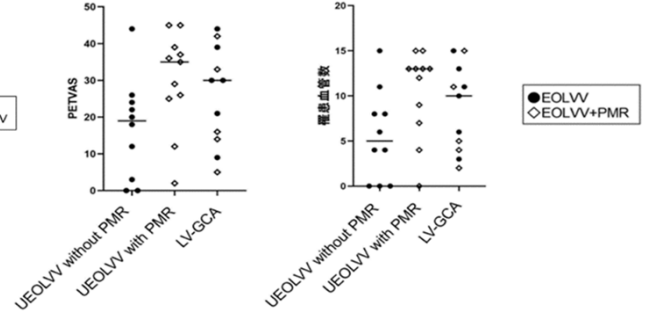 V
PETVAS
50
40
30
20
10
0
UEOLVV without PMR
UEOLVV with PMR
LV-GCA
罹患血管数
20
15
10
5
0
UEOLVV without PMR
UEOLVV with PMR
LV-GCA
EOLVV
EOLVV+PMR